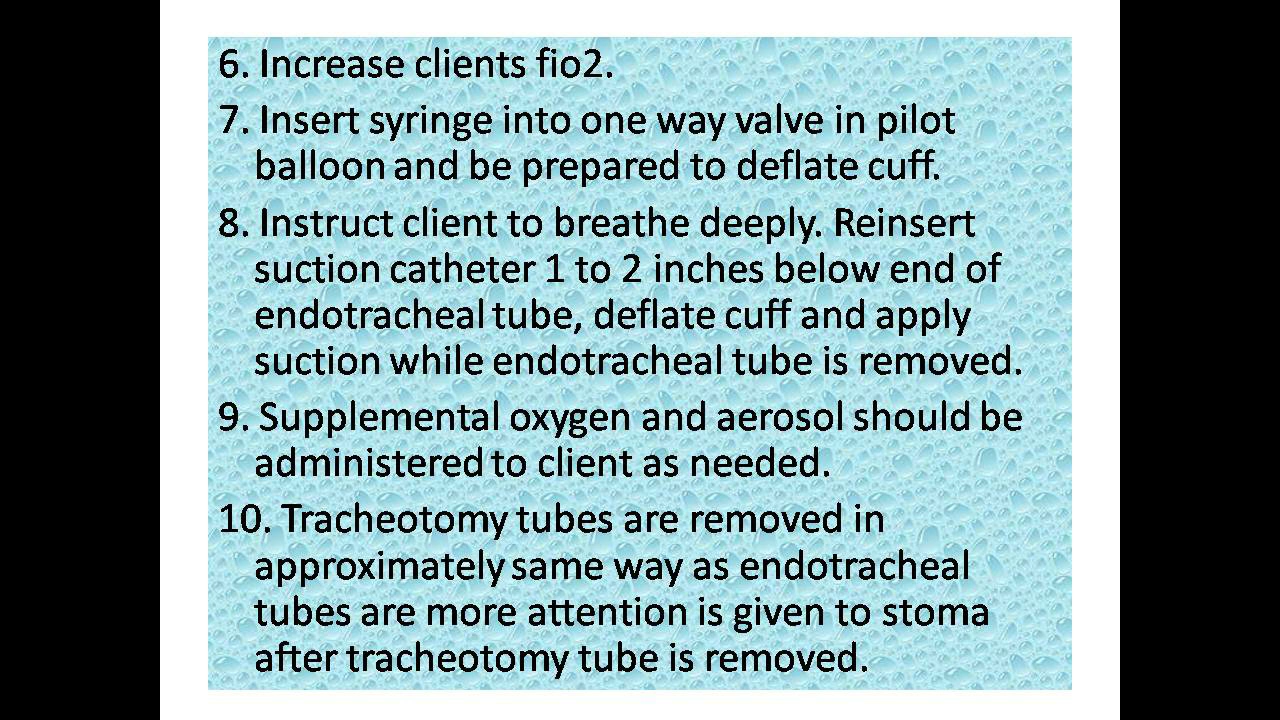 6. Increase clients fio2.
7. Insert syringe into one way valve in pilot
balloon and be prepared to deflate cuff.
8. Instruct client to breathe deeply. Reinsert
suction catheter 1 to 2 inches below end of
endotracheal tube, deflate cuff and apply
suction while endotracheal tube is removed.
9. Supplemental oxygen and aerosol should be
administered to client as needed.
10. Tracheotomy tubes are removed in
approximately same way as endotracheal
tubes are more attention is given to stoma
after tracheotomy tube is removed.